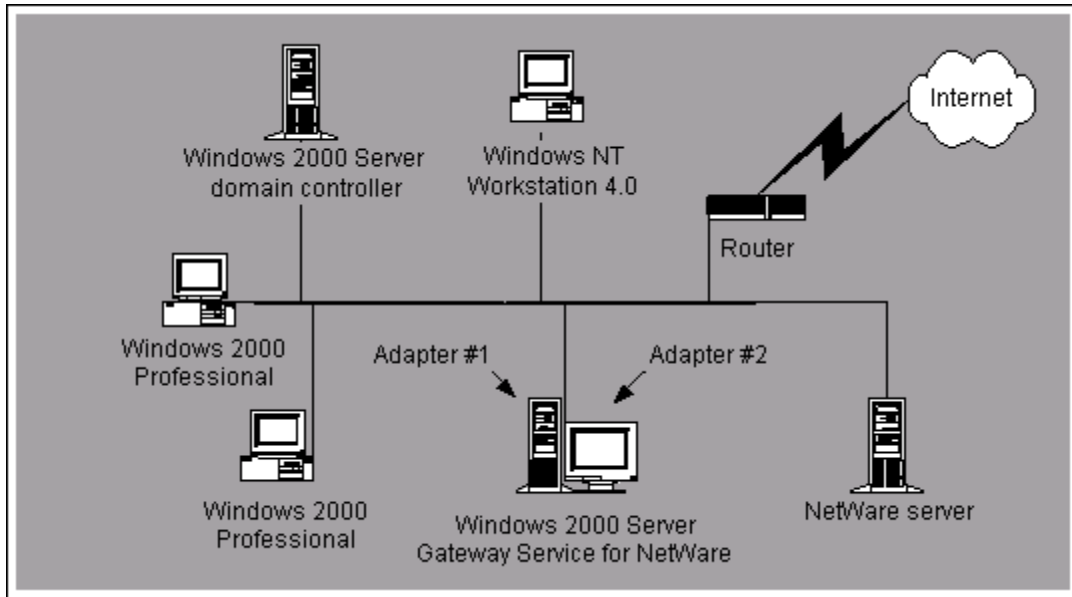 Internet
Windows 2000 Server
domain controller
Windows NT
Workstation 4.0
Router
Windows 2000
Professional
Adapter #1
Adapter #2
Windows 2000
Professional
Windows 2000 Server
Gateway Service for NetWare
NetWare server